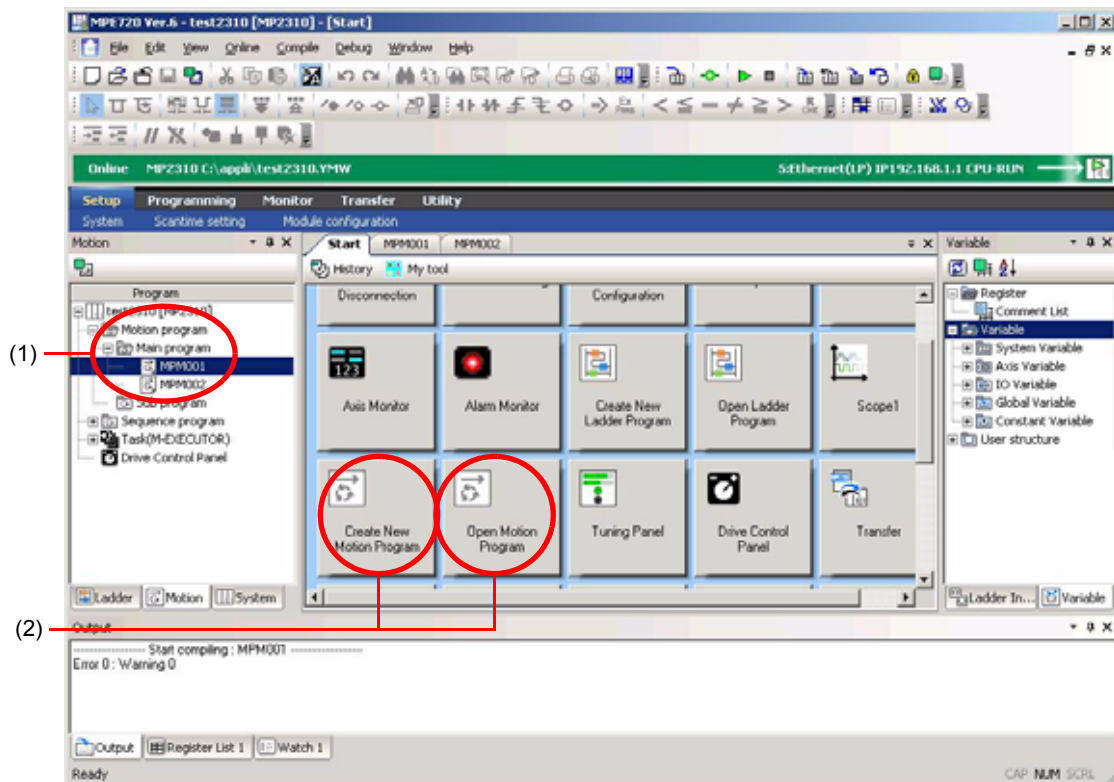 MPE720 Ver.6 - test2310 [MP2310] - [Start]
File Edit View Online Compile Debug Window Help
Online MP2310 C:\appli\test2310.YMW 5:Ethernet(LP) IP192.168.1.1 CPU-RUN
Setup Programming Monitor Transfer Utility
System Scantime setting Module configuration
Motion
Start MPM001 MPM002
Variable
History My tool
Program
test2310 [MP2310]
Motion program
Main program
MPM001
MPM002
Sub program
Sequence program
Task(M-EXECUTOR)
Drive Control Panel
(1)
Disconnection
Configuration
123
Axis Monitor
Alarm Monitor
Create New
Ladder Program
Open Ladder
Program
Scope1
Create New
Motion Program
Open Motion
Program
Tuning Panel
Drive Control
Panel
Transfer
Register
Comment List
Variable
System Variable
Axis Variable
IO Variable
Global Variable
Constant Variable
User structure
Ladder Motion System
Ladder In... Variable
(2)
Output
---------------- Start compiling : MPM001 ----------------
Error 0 : Warning 0
Output Register List 1 Watch 1
Ready
CAP NUM SCRL